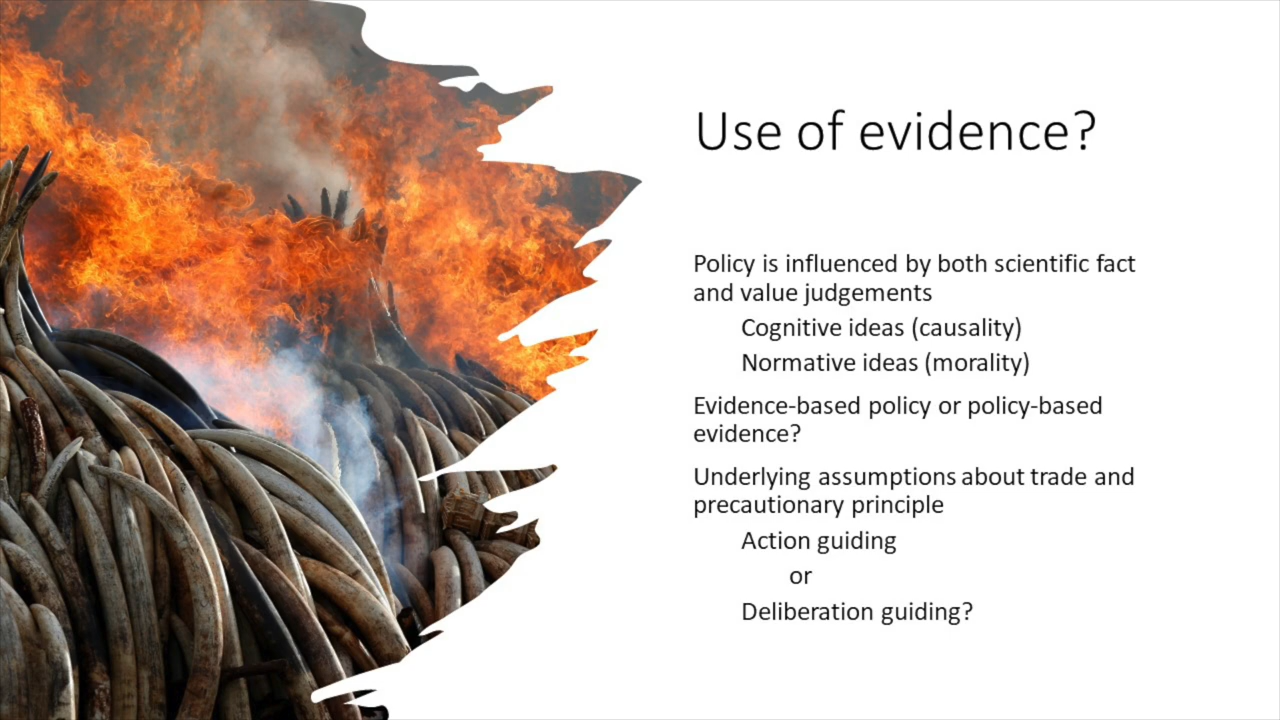 Use of evidence?
Policy is influenced by both scientific fact
and value judgements
Cognitive ideas (causality)
Normative ideas (morality)
Evidence-based policy or policy-based
evidence?
Underlying assumptions about trade and
precautionary principle
Action guiding
or
Deliberation guiding?